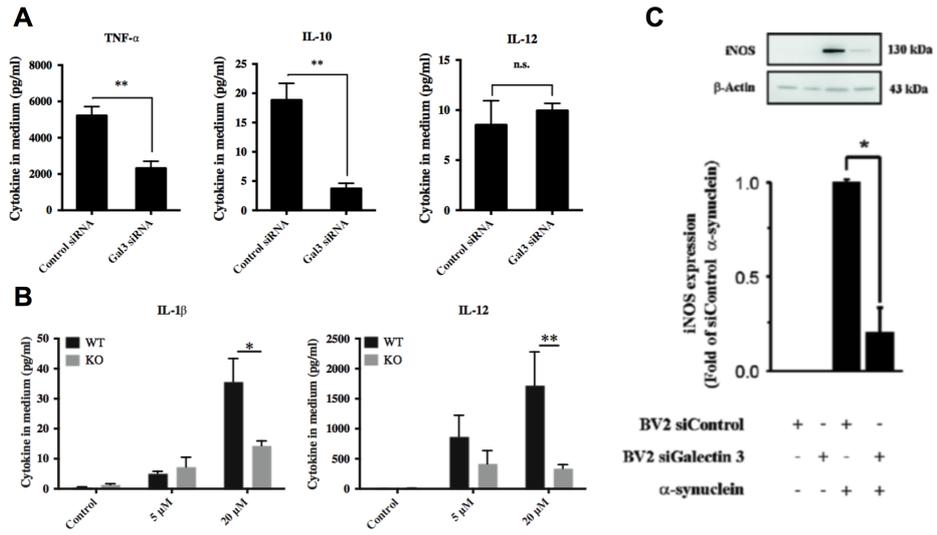 A
TNF-α
Cytokine in medium (pg/ml)
8000
6000
4000
2000
0
**
Control siRNA
Gal3 siRNA
IL-10
Cytokine in medium (pg/ml)
25
20
15
10
5
0
**
Control siRNA
Gal3 siRNA
IL-12
Cytokine in medium (pg/ml)
15
10
5
0
n.s.
Control siRNA
Gal3 siRNA
B
IL-1β
Cytokine in medium (pg/ml)
50
40
30
20
10
0
WT
KO
*
Control
5 μM
20 μM
IL-12
Cytokine in medium (pg/ml)
2500
2000
1500
1000
500
0
WT
KO
**
Control
5 μM
20 μM
C
iNOS
130 kDa
β-Actin
43 kDa
iNOS expression
(Fold of siControl α-synuclein)
1.0
0.5
0.0
*
BV2 siControl + - + -
BV2 siGalectin 3 - + - +
α-synuclein - - + +